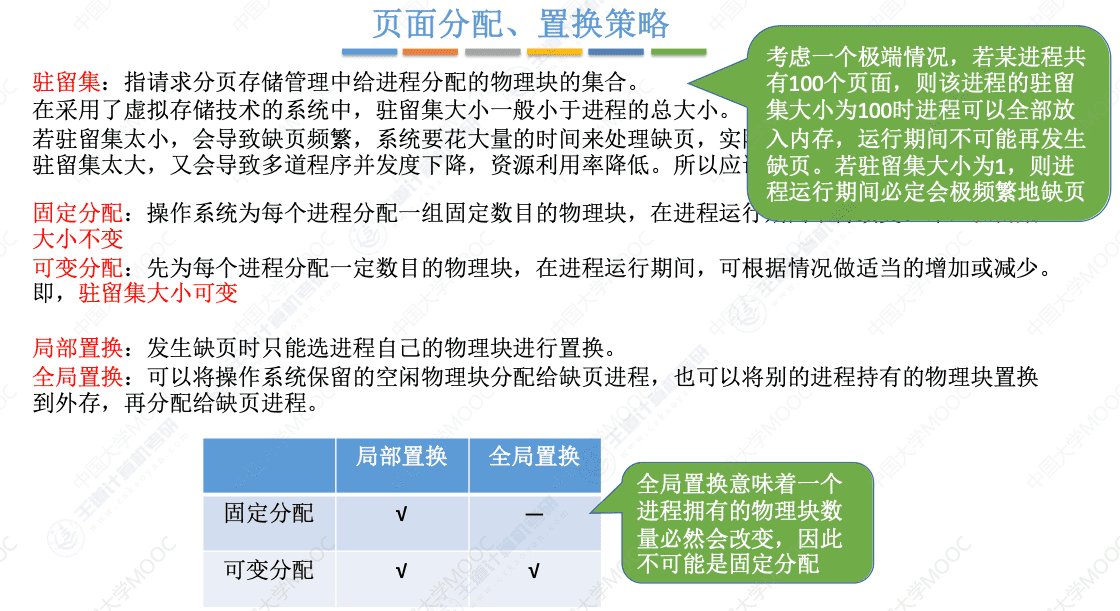 页面分配、置换策略
驻留集：指请求分页存储管理中给进程分配的物理块的集合。
在采用了虚拟存储技术的系统中，驻留集大小一般小于进程的总大小。
若驻留集太小，会导致缺页频繁，系统要花大量的时间来处理缺页，实
驻留集太大，又会导致多道程序并发度下降，资源利用率降低。所以应
考虑一个极端情况，若某进程共
有100个页面，则该进程的驻留
集大小为100时进程可以全部放
入内存，运行期间不可能再发生
缺页。若驻留集大小为1，则进
程运行期间必定会极频繁地缺页
固定分配：操作系统为每个进程分配一组固定数目的物理块，在进程运行
大小不变
可变分配：先为每个进程分配一定数目的物理块，在进程运行期间，可根据情况做适当的增加或减少。
即，驻留集大小可变
局部置换：发生缺页时只能选进程自己的物理块进行置换。
全局置换：可以将操作系统保留的空闲物理块分配给缺页进程，也可以将别的进程持有的物理块置换
到外存，再分配给缺页进程。
局部置换 全局置换
固定分配 √ —
可变分配 √ √
全局置换意味着一个
进程拥有的物理块数
量必然会改变，因此
不可能是固定分配
中国大学MOOC
王道计算机考研